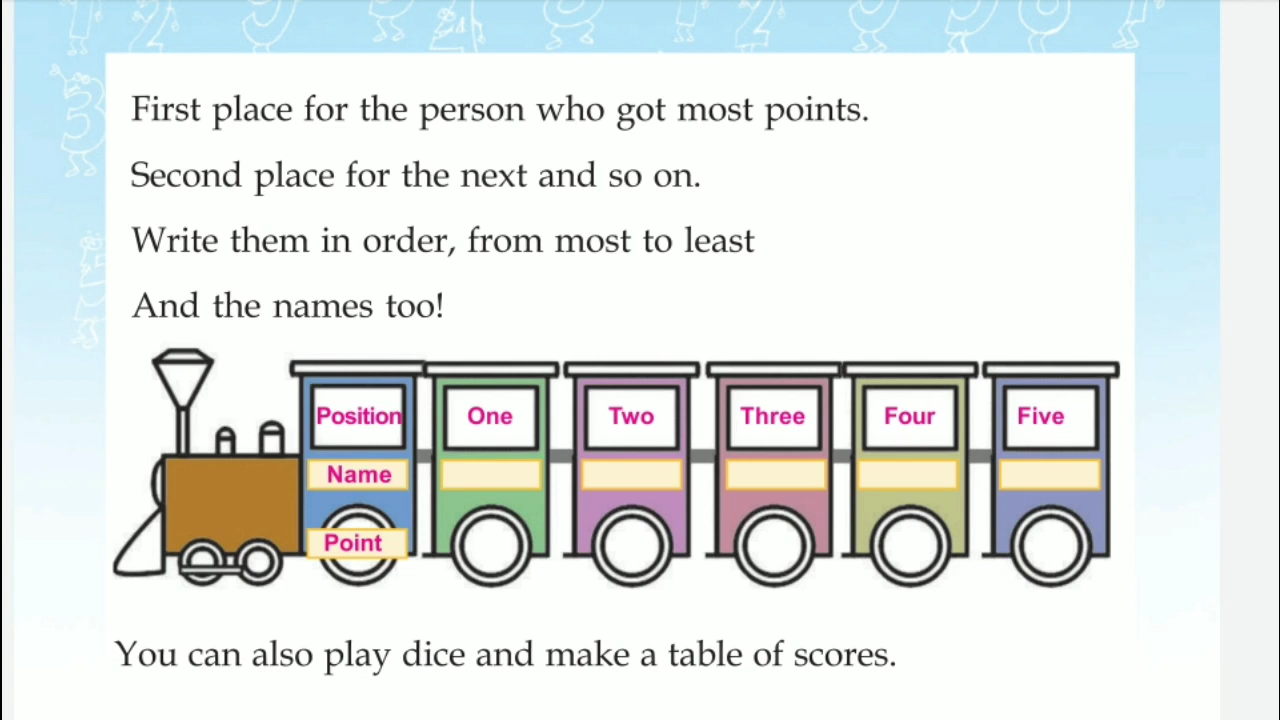 First place for the person who got most points.
Second place for the next and so on.
Write them in order, from most to least
And the names too!
Position One Two Three Four Five
Name
Point
You can also play dice and make a table of scores.